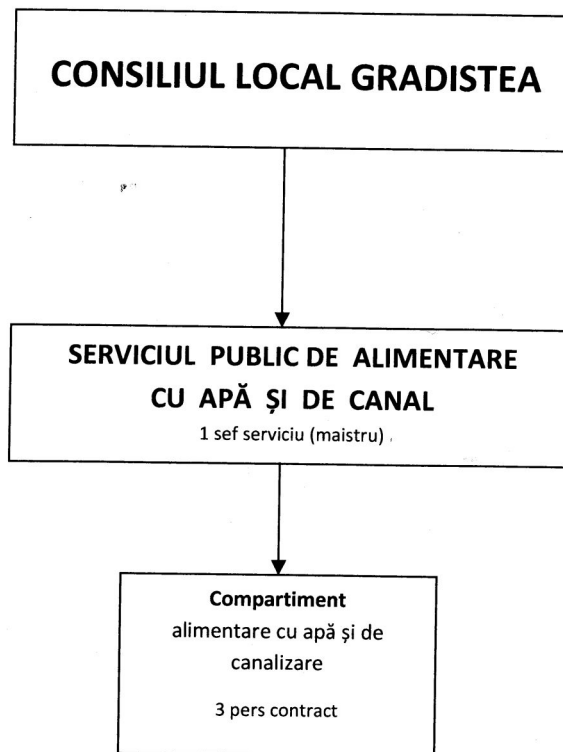 CONSILIUL LOCAL GRADISTEA
SERVICIUL PUBLIC DE ALIMENTARE
CU APĂ ȘI DE CANAL
1 sef serviciu (maistru)
Compartiment
alimentare cu apă și de
canalizare
3 pers contract